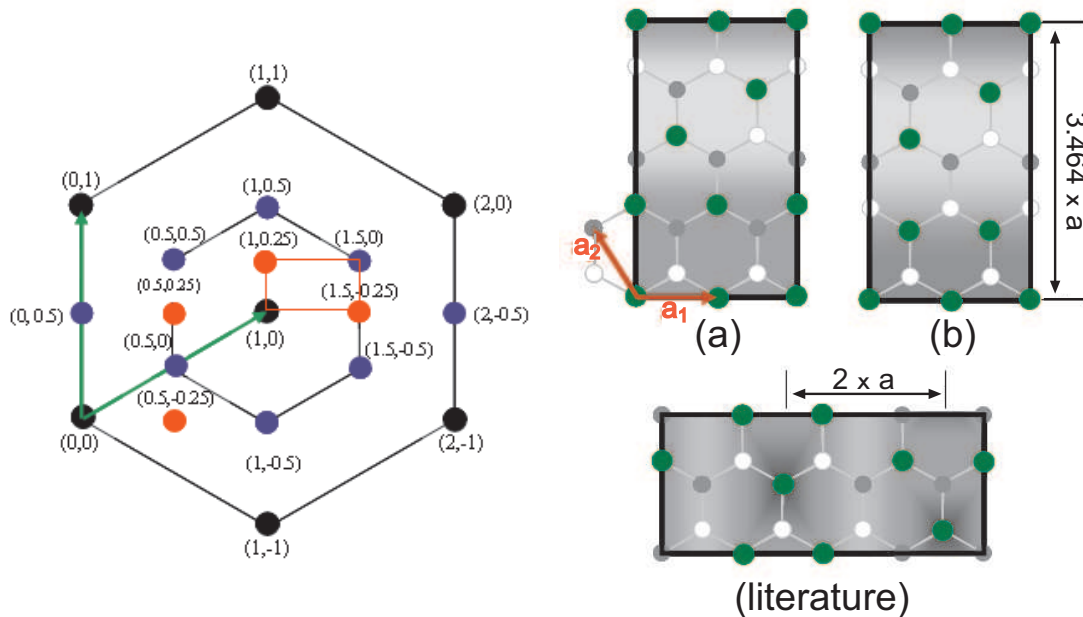 (1,1)
(0,1)
(1,0.5)
(2,0)
(0.5,0.5)
(1,0.25)
(1.5,0)
(0.5,0.25)
(1.5,-0.25)
(0, 0.5)
(2,-0.5)
(0.5,0)
(1,0)
(1.5,-0.5)
(0.5,-0.25)
(0,0)
(2,-1)
(1,-0.5)
(1,-1)
a2
a1
(a)
(b)
3.464 x a
2 x a
(literature)